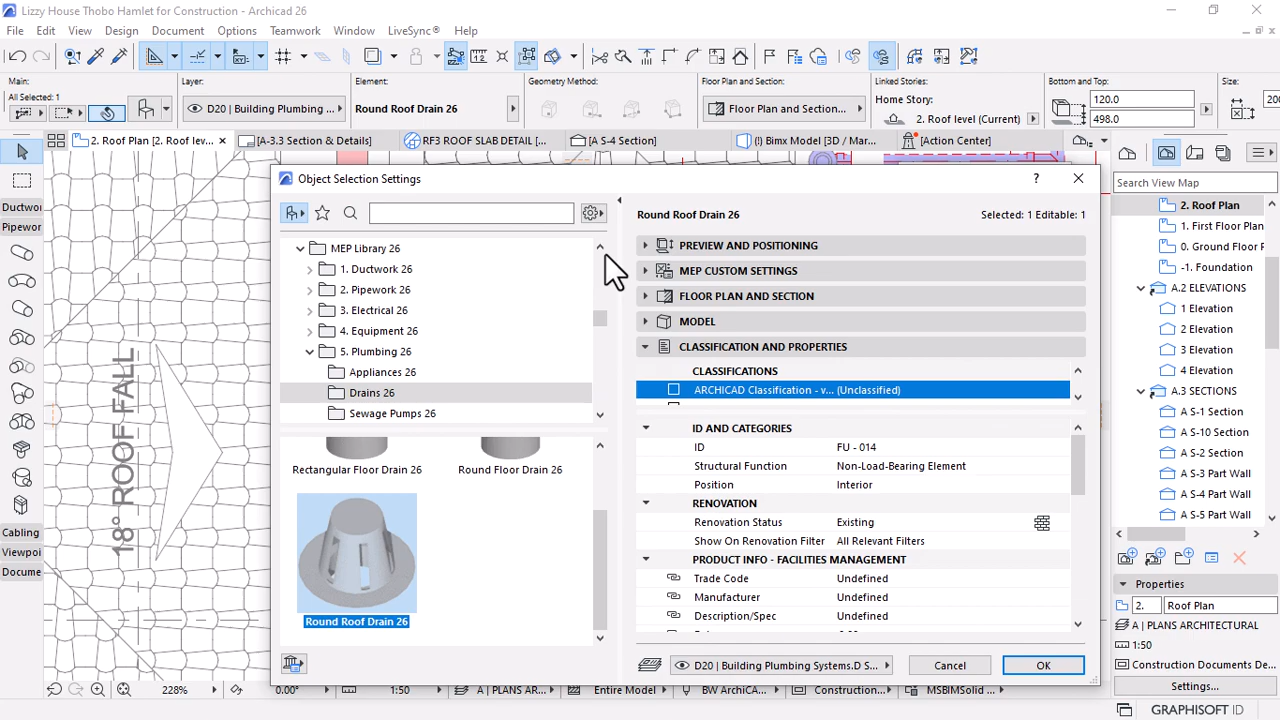 Lizzy House Thobo Hamlet for Construction - Archicad 26
File Edit View Design Document Options Teamwork Window LiveSync® Help
Main: Layer: Element: Geometry Method: Floor Plan and Section: Linked Stories: Bottom and Top: Size:
All Selected: 1
D20 | Building Plumbing ...
Round Roof Drain 26
Floor Plan and Section...
Home Story:
2. Roof level (Current)
120.0
498.0
200
2. Roof Plan [2. Roof lev...
[A-3.3 Section & Details]
RF3 ROOF SLAB DETAIL [...
[A S-4 Section]
(!) Bimx Model [3D / Mar...
[Action Center]
Ductwo
Pipewor
Cabling
Viewpoi
Docume
18° ROOF FALL
Object Selection Settings
?
MEP Library 26
1. Ductwork 26
2. Pipework 26
3. Electrical 26
4. Equipment 26
5. Plumbing 26
Appliances 26
Drains 26
Sewage Pumps 26
Rectangular Floor Drain 26
Round Floor Drain 26
Round Roof Drain 26
Round Roof Drain 26
Selected: 1 Editable: 1
PREVIEW AND POSITIONING
MEP CUSTOM SETTINGS
FLOOR PLAN AND SECTION
MODEL
CLASSIFICATION AND PROPERTIES
CLASSIFICATIONS
ARCHICAD Classification - v... (Unclassified)
ID AND CATEGORIES
ID FU - 014
Structural Function Non-Load-Bearing Element
Position Interior
RENOVATION
Renovation Status Existing
Show On Renovation Filter All Relevant Filters
PRODUCT INFO - FACILITIES MANAGEMENT
Trade Code Undefined
Manufacturer Undefined
Description/Spec Undefined
D20 | Building Plumbing Systems.D S...
Cancel
OK
Search View Map
2. Roof Plan
1. First Floor Plan
0. Ground Floor F
-1. Foundation
A.2 ELEVATIONS
1 Elevation
2 Elevation
3 Elevation
4 Elevation
A.3 SECTIONS
A S-1 Section
A S-10 Section
A S-2 Section
A S-3 Part Wall
A S-4 Part Wall
A S-5 Part Wall
Properties
2. Roof Plan
A | PLANS ARCHITECTURAL
1:50
Construction Documents De
Settings...
228%
0.00°
1:50
A | PLANS AR...
Entire Model
BW ArchiCA...
Construction...
MSBIMSolid ...
GRAPHISOFT ID